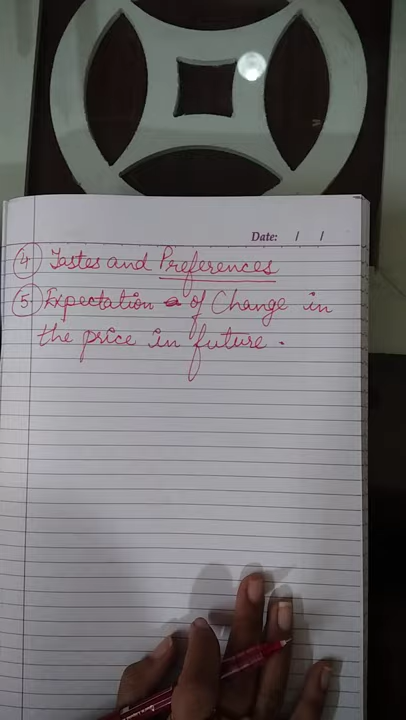 Date: / /
④ Tastes and Preferences
⑤ Expectation of Change in
the price in future.